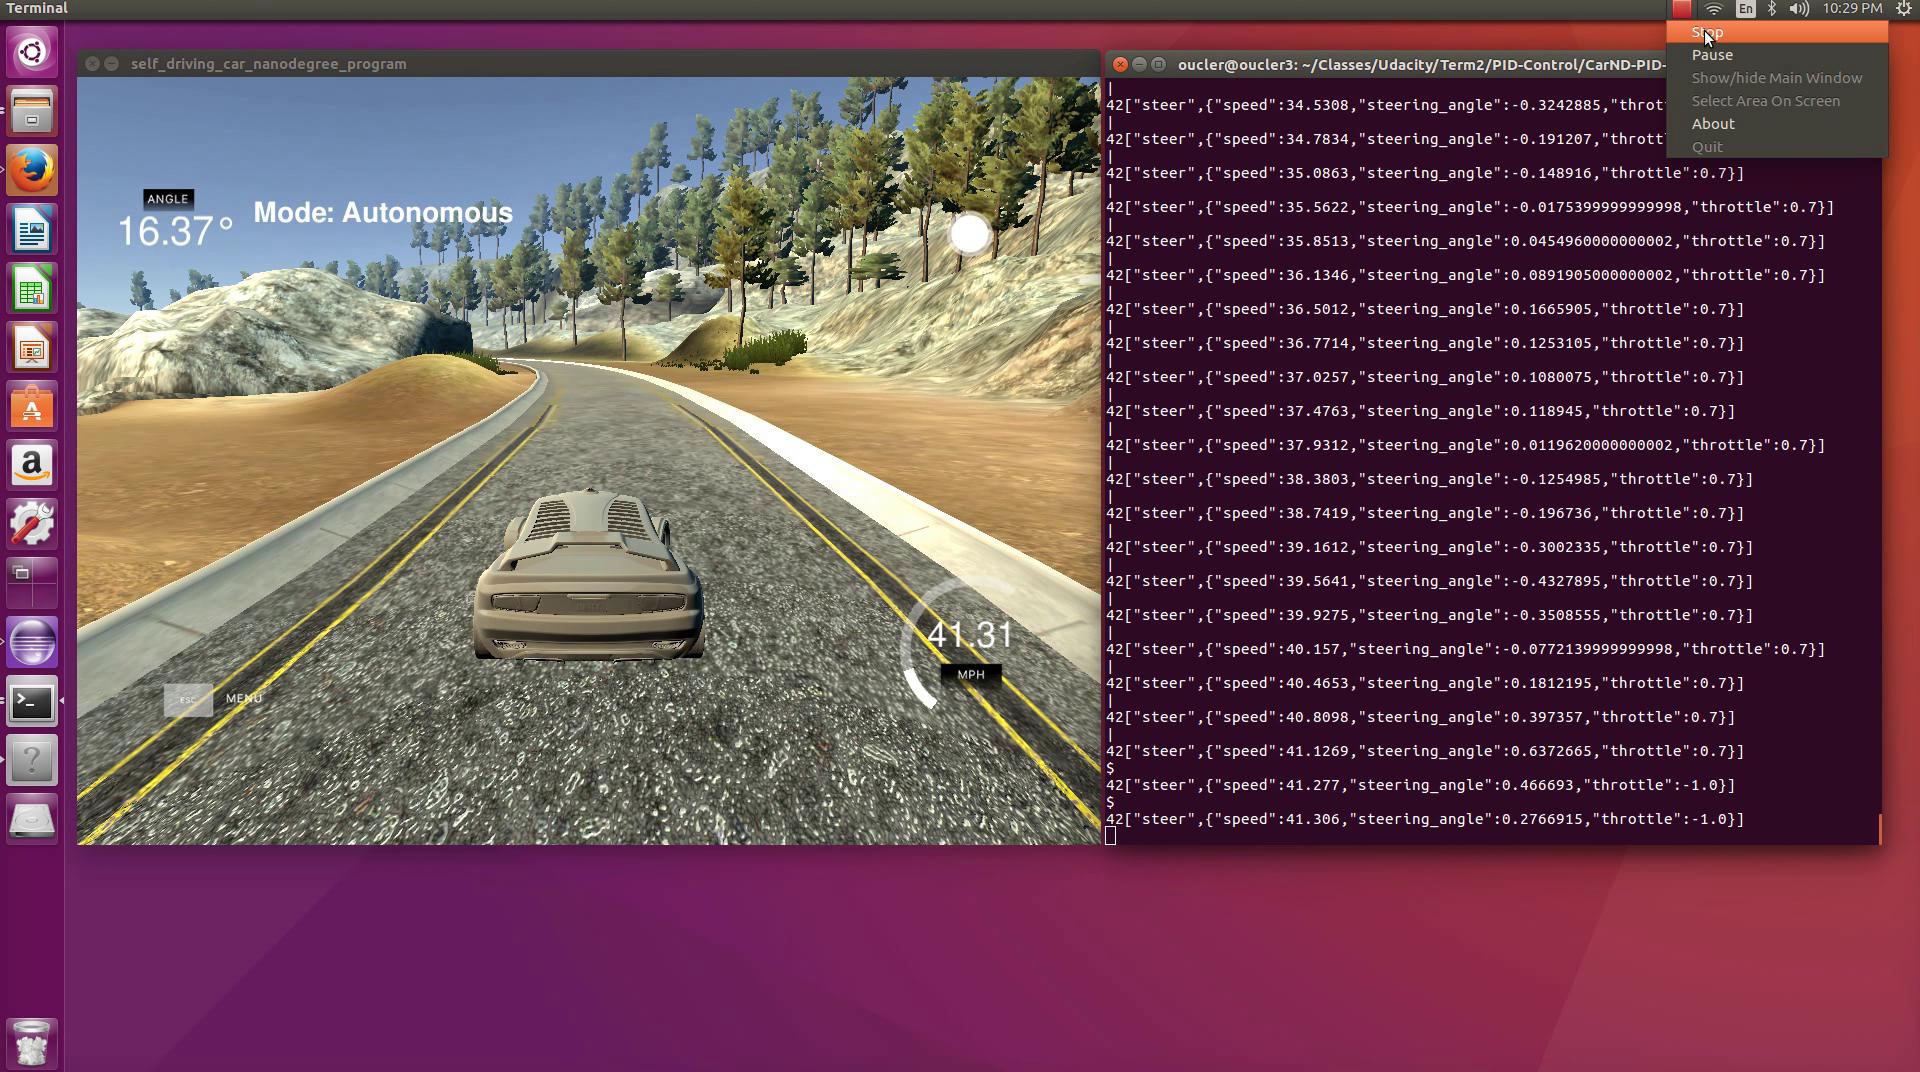 Terminal
En
10:29 PM
Stop
Pause
Show/hide Main Window
Select Area On Screen
About
Quit
self_driving_car_nanodegree_program
ANGLE
16.37°
Mode: Autonomous
41.31
MPH
ESC
MENU
oucler@oucler3: ~/Classes/Udacity/Term2/PID-Control/CarND-PID-
|
42["steer",{"speed":34.5308,"steering_angle":-0.3242885,"thrott
|
42["steer",{"speed":34.7834,"steering_angle":-0.191207,"throttle
|
42["steer",{"speed":35.0863,"steering_angle":-0.148916,"throttle":0.7}]
|
42["steer",{"speed":35.5622,"steering_angle":-0.0175399999999998,"throttle":0.7}]
|
42["steer",{"speed":35.8513,"steering_angle":0.0454960000000002,"throttle":0.7}]
|
42["steer",{"speed":36.1346,"steering_angle":0.0891905000000002,"throttle":0.7}]
|
42["steer",{"speed":36.5012,"steering_angle":0.1665905,"throttle":0.7}]
|
42["steer",{"speed":36.7714,"steering_angle":0.1253105,"throttle":0.7}]
|
42["steer",{"speed":37.0257,"steering_angle":0.1080075,"throttle":0.7}]
|
42["steer",{"speed":37.4763,"steering_angle":0.118945,"throttle":0.7}]
|
42["steer",{"speed":37.9312,"steering_angle":0.0119620000000002,"throttle":0.7}]
|
42["steer",{"speed":38.3803,"steering_angle":-0.1254985,"throttle":0.7}]
|
42["steer",{"speed":38.7419,"steering_angle":-0.196736,"throttle":0.7}]
|
42["steer",{"speed":39.1612,"steering_angle":-0.3002335,"throttle":0.7}]
|
42["steer",{"speed":39.5641,"steering_angle":-0.4327895,"throttle":0.7}]
|
42["steer",{"speed":39.9275,"steering_angle":-0.3508555,"throttle":0.7}]
|
42["steer",{"speed":40.157,"steering_angle":-0.0772139999999998,"throttle":0.7}]
|
42["steer",{"speed":40.4653,"steering_angle":0.1812195,"throttle":0.7}]
|
42["steer",{"speed":40.8098,"steering_angle":0.397357,"throttle":0.7}]
|
42["steer",{"speed":41.1269,"steering_angle":0.6372665,"throttle":0.7}]
$
42["steer",{"speed":41.277,"steering_angle":0.466693,"throttle":-1.0}]
$
42["steer",{"speed":41.306,"steering_angle":0.2766915,"throttle":-1.0}]